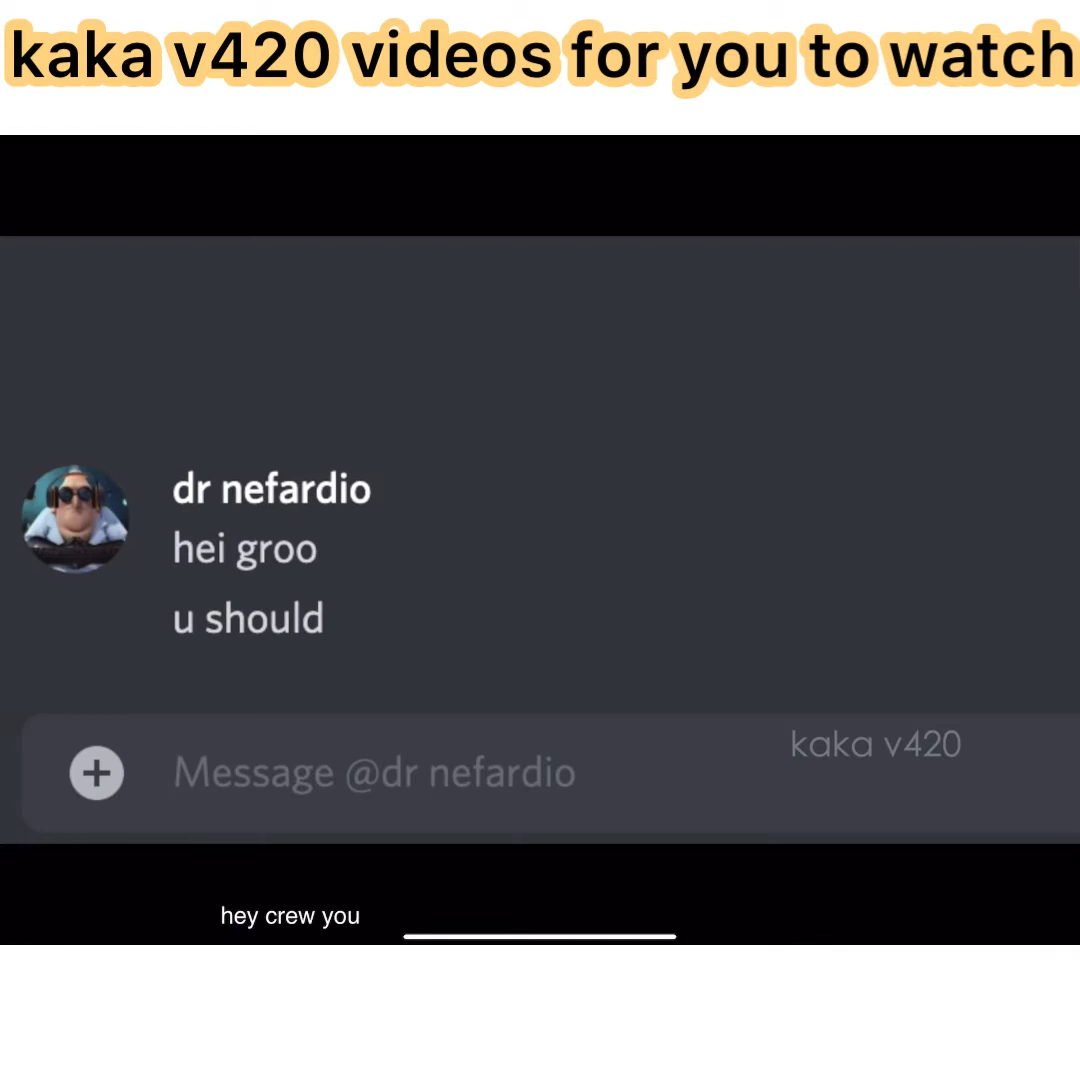 kaka v420 videos for you to watch
dr nefardio
hei groo
u should
kaka v420
Message @dr nefardio
hey crew you